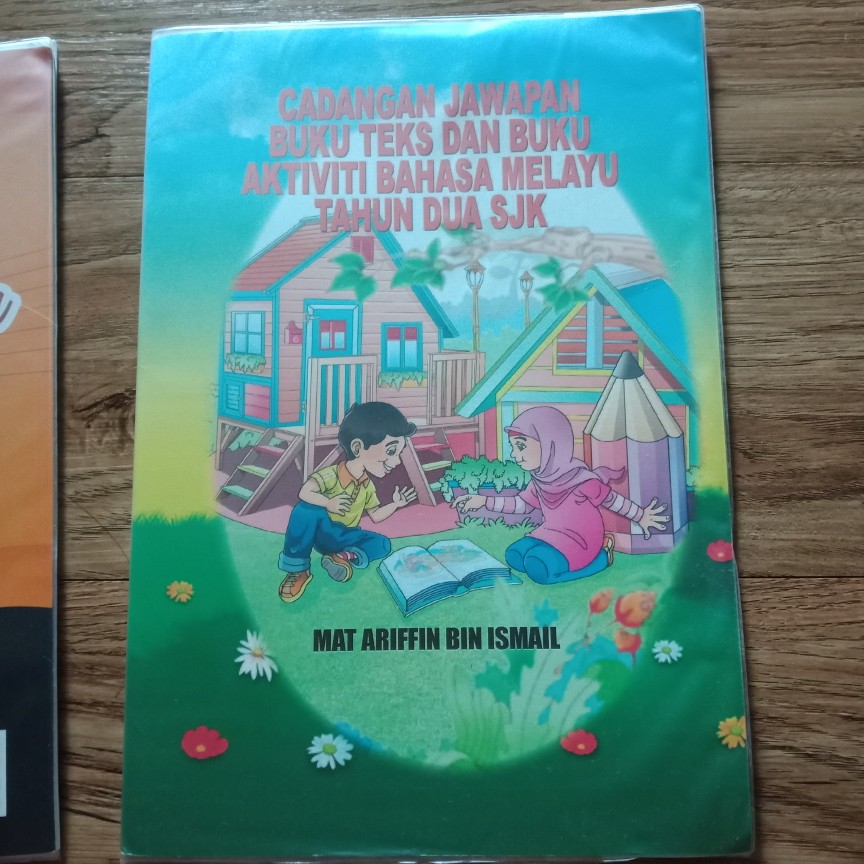 CADANGAN JAWAPAN
BUKU TEKS DAN BUKU
AKTIVITI BAHASA MELAYU
TAHUN DUA SJK
MAT ARIFFIN BIN ISMAIL